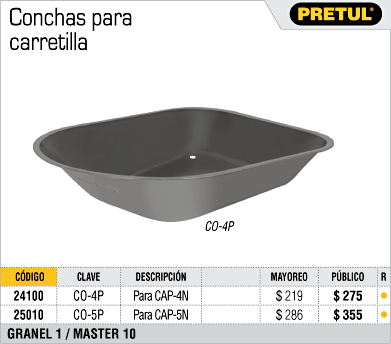 Conchas para
carretilla
PRETUL®
CO-4P
CÓDIGO CLAVE DESCRIPCIÓN MAYOREO PÚBLICO R
24100 CO-4P Para CAP-4N $ 219 $ 275
25010 CO-5P Para CAP-5N $ 286 $ 355
GRANEL 1 / MASTER 10